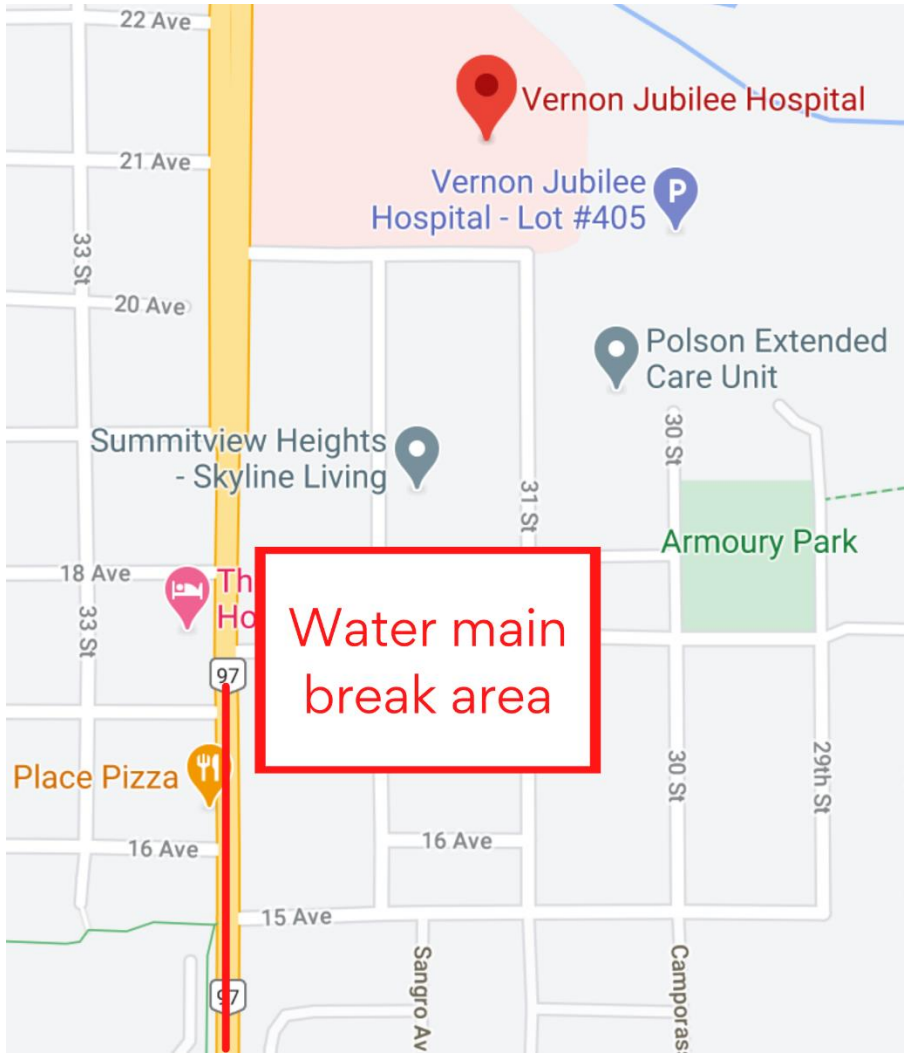 22 Ave
Vernon Jubilee Hospital
21 Ave
Vernon Jubilee
Hospital - Lot #405
33 St
20 Ave
Polson Extended
Care Unit
Summitview Heights
- Skyline Living
30 St
31 St
Armoury Park
18 Ave
Th
Ho
33 St
Water main
break area
97
Place Pizza
30 St
29th St
16 Ave
16 Ave
15 Ave
Sangro Av
Camporas
97